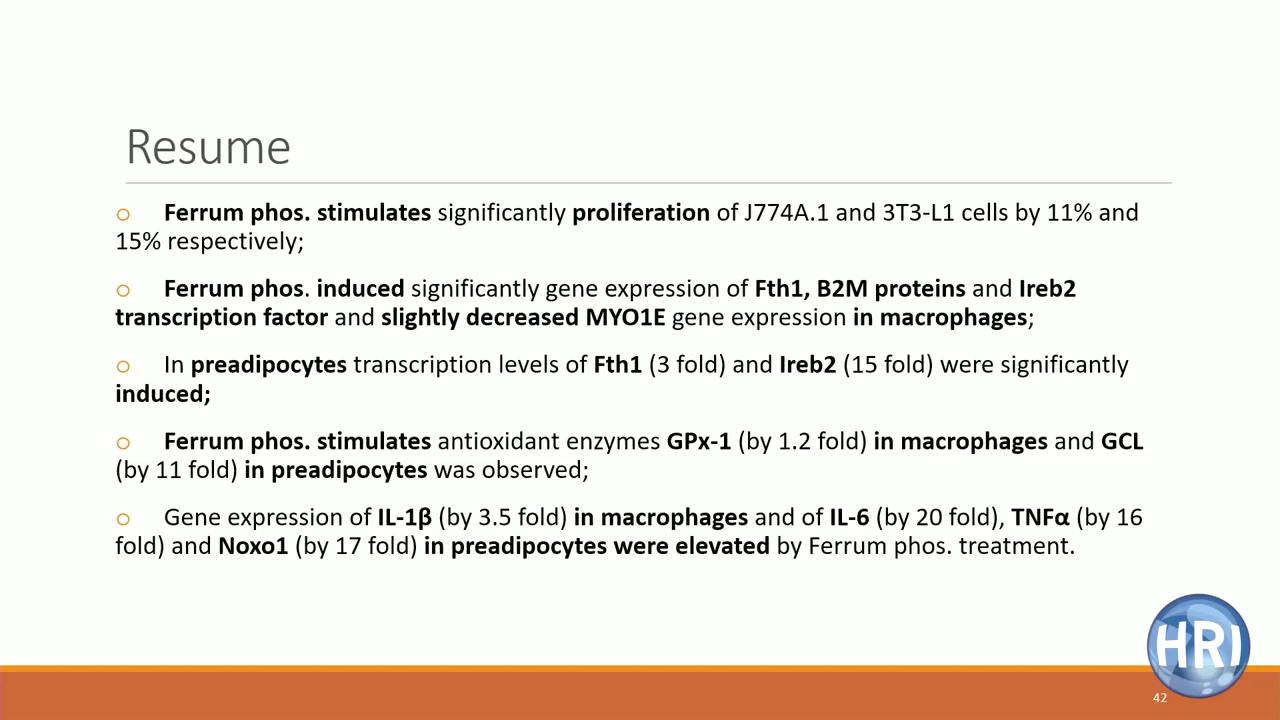 Resume
o Ferrum phos. stimulates significantly proliferation of J774A.1 and 3T3-L1 cells by 11% and
15% respectively;
o Ferrum phos. induced significantly gene expression of Fth1, B2M proteins and Ireb2
transcription factor and slightly decreased MYO1E gene expression in macrophages;
o In preadipocytes transcription levels of Fth1 (3 fold) and Ireb2 (15 fold) were significantly
induced;
o Ferrum phos. stimulates antioxidant enzymes GPx-1 (by 1.2 fold) in macrophages and GCL
(by 11 fold) in preadipocytes was observed;
o Gene expression of IL-1β (by 3.5 fold) in macrophages and of IL-6 (by 20 fold), TNFα (by 16
fold) and Noxo1 (by 17 fold) in preadipocytes were elevated by Ferrum phos. treatment.
HRI
42